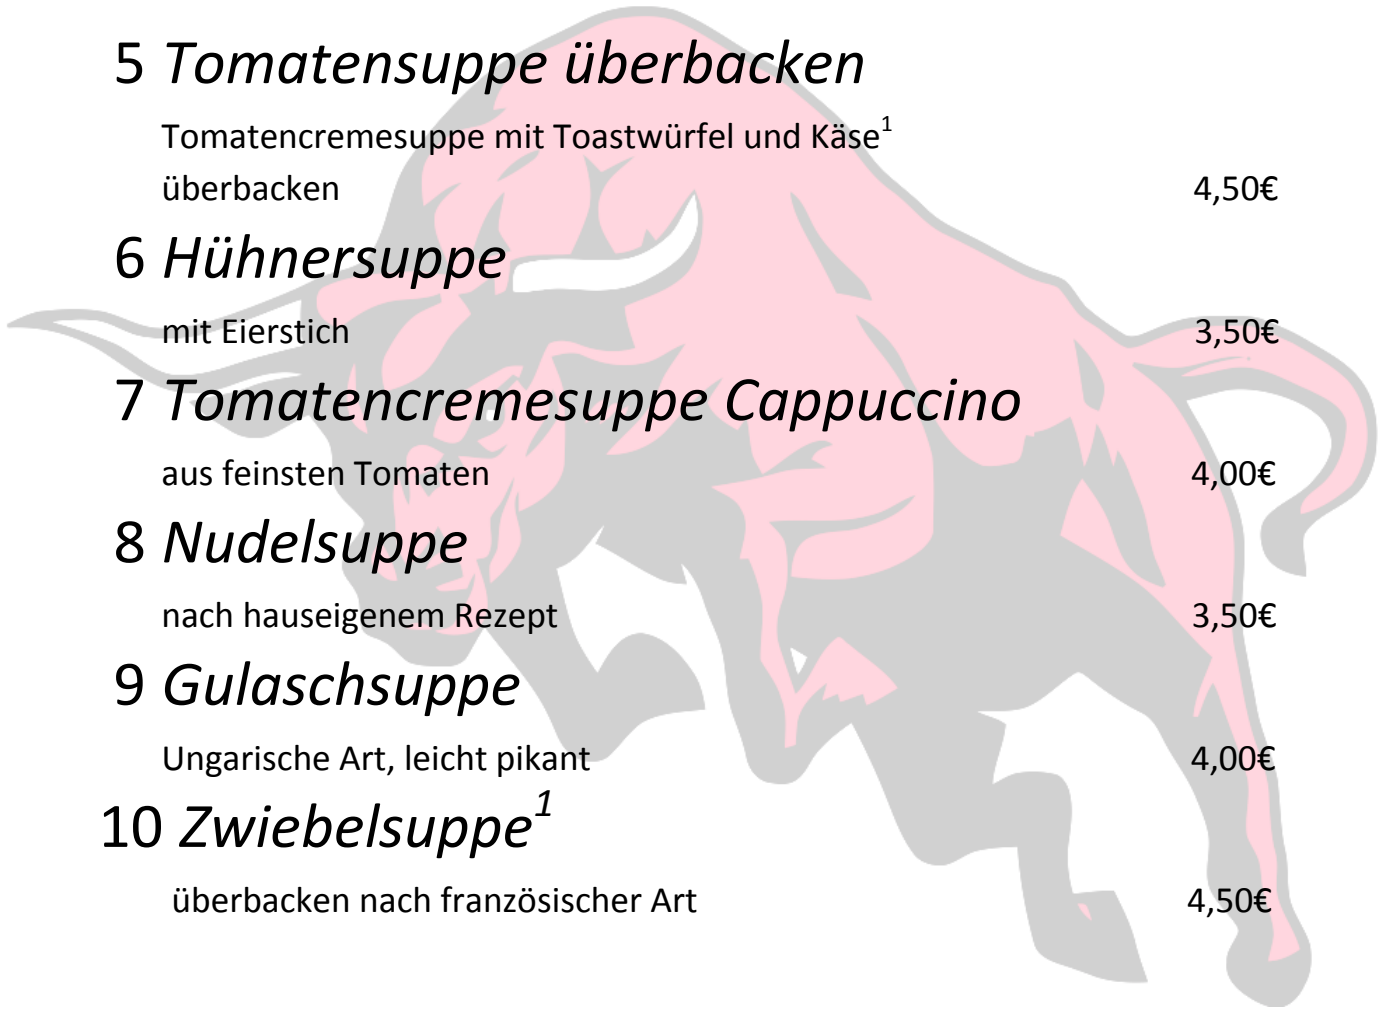 5 Tomatensuppe überbacken
Tomatencremesuppe mit Toastwürfel und Käse¹
überbacken 4,50€
6 Hühnersuppe
mit Eierstich 3,50€
7 Tomatencremesuppe Cappuccino
aus feinsten Tomaten 4,00€
8 Nudelsuppe
nach hauseigenem Rezept 3,50€
9 Gulaschsuppe
Ungarische Art, leicht pikant 4,00€
10 Zwiebelsuppe¹
überbacken nach französischer Art 4,50€